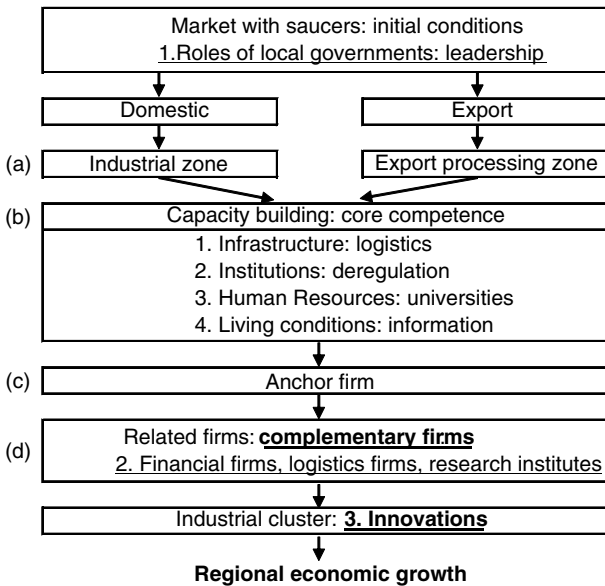 Market with saucers: initial conditions
1.Roles of local governments: leadership
Domestic Export
(a) Industrial zone Export processing zone
(b) Capacity building: core competence
1. Infrastructure: logistics
2. Institutions: deregulation
3. Human Resources: universities
4. Living conditions: information
(c) Anchor firm
Related firms: complementary firms
(d)
2. Financial firms, logistics firms, research institutes
Industrial cluster: 3. Innovations
Regional economic growth